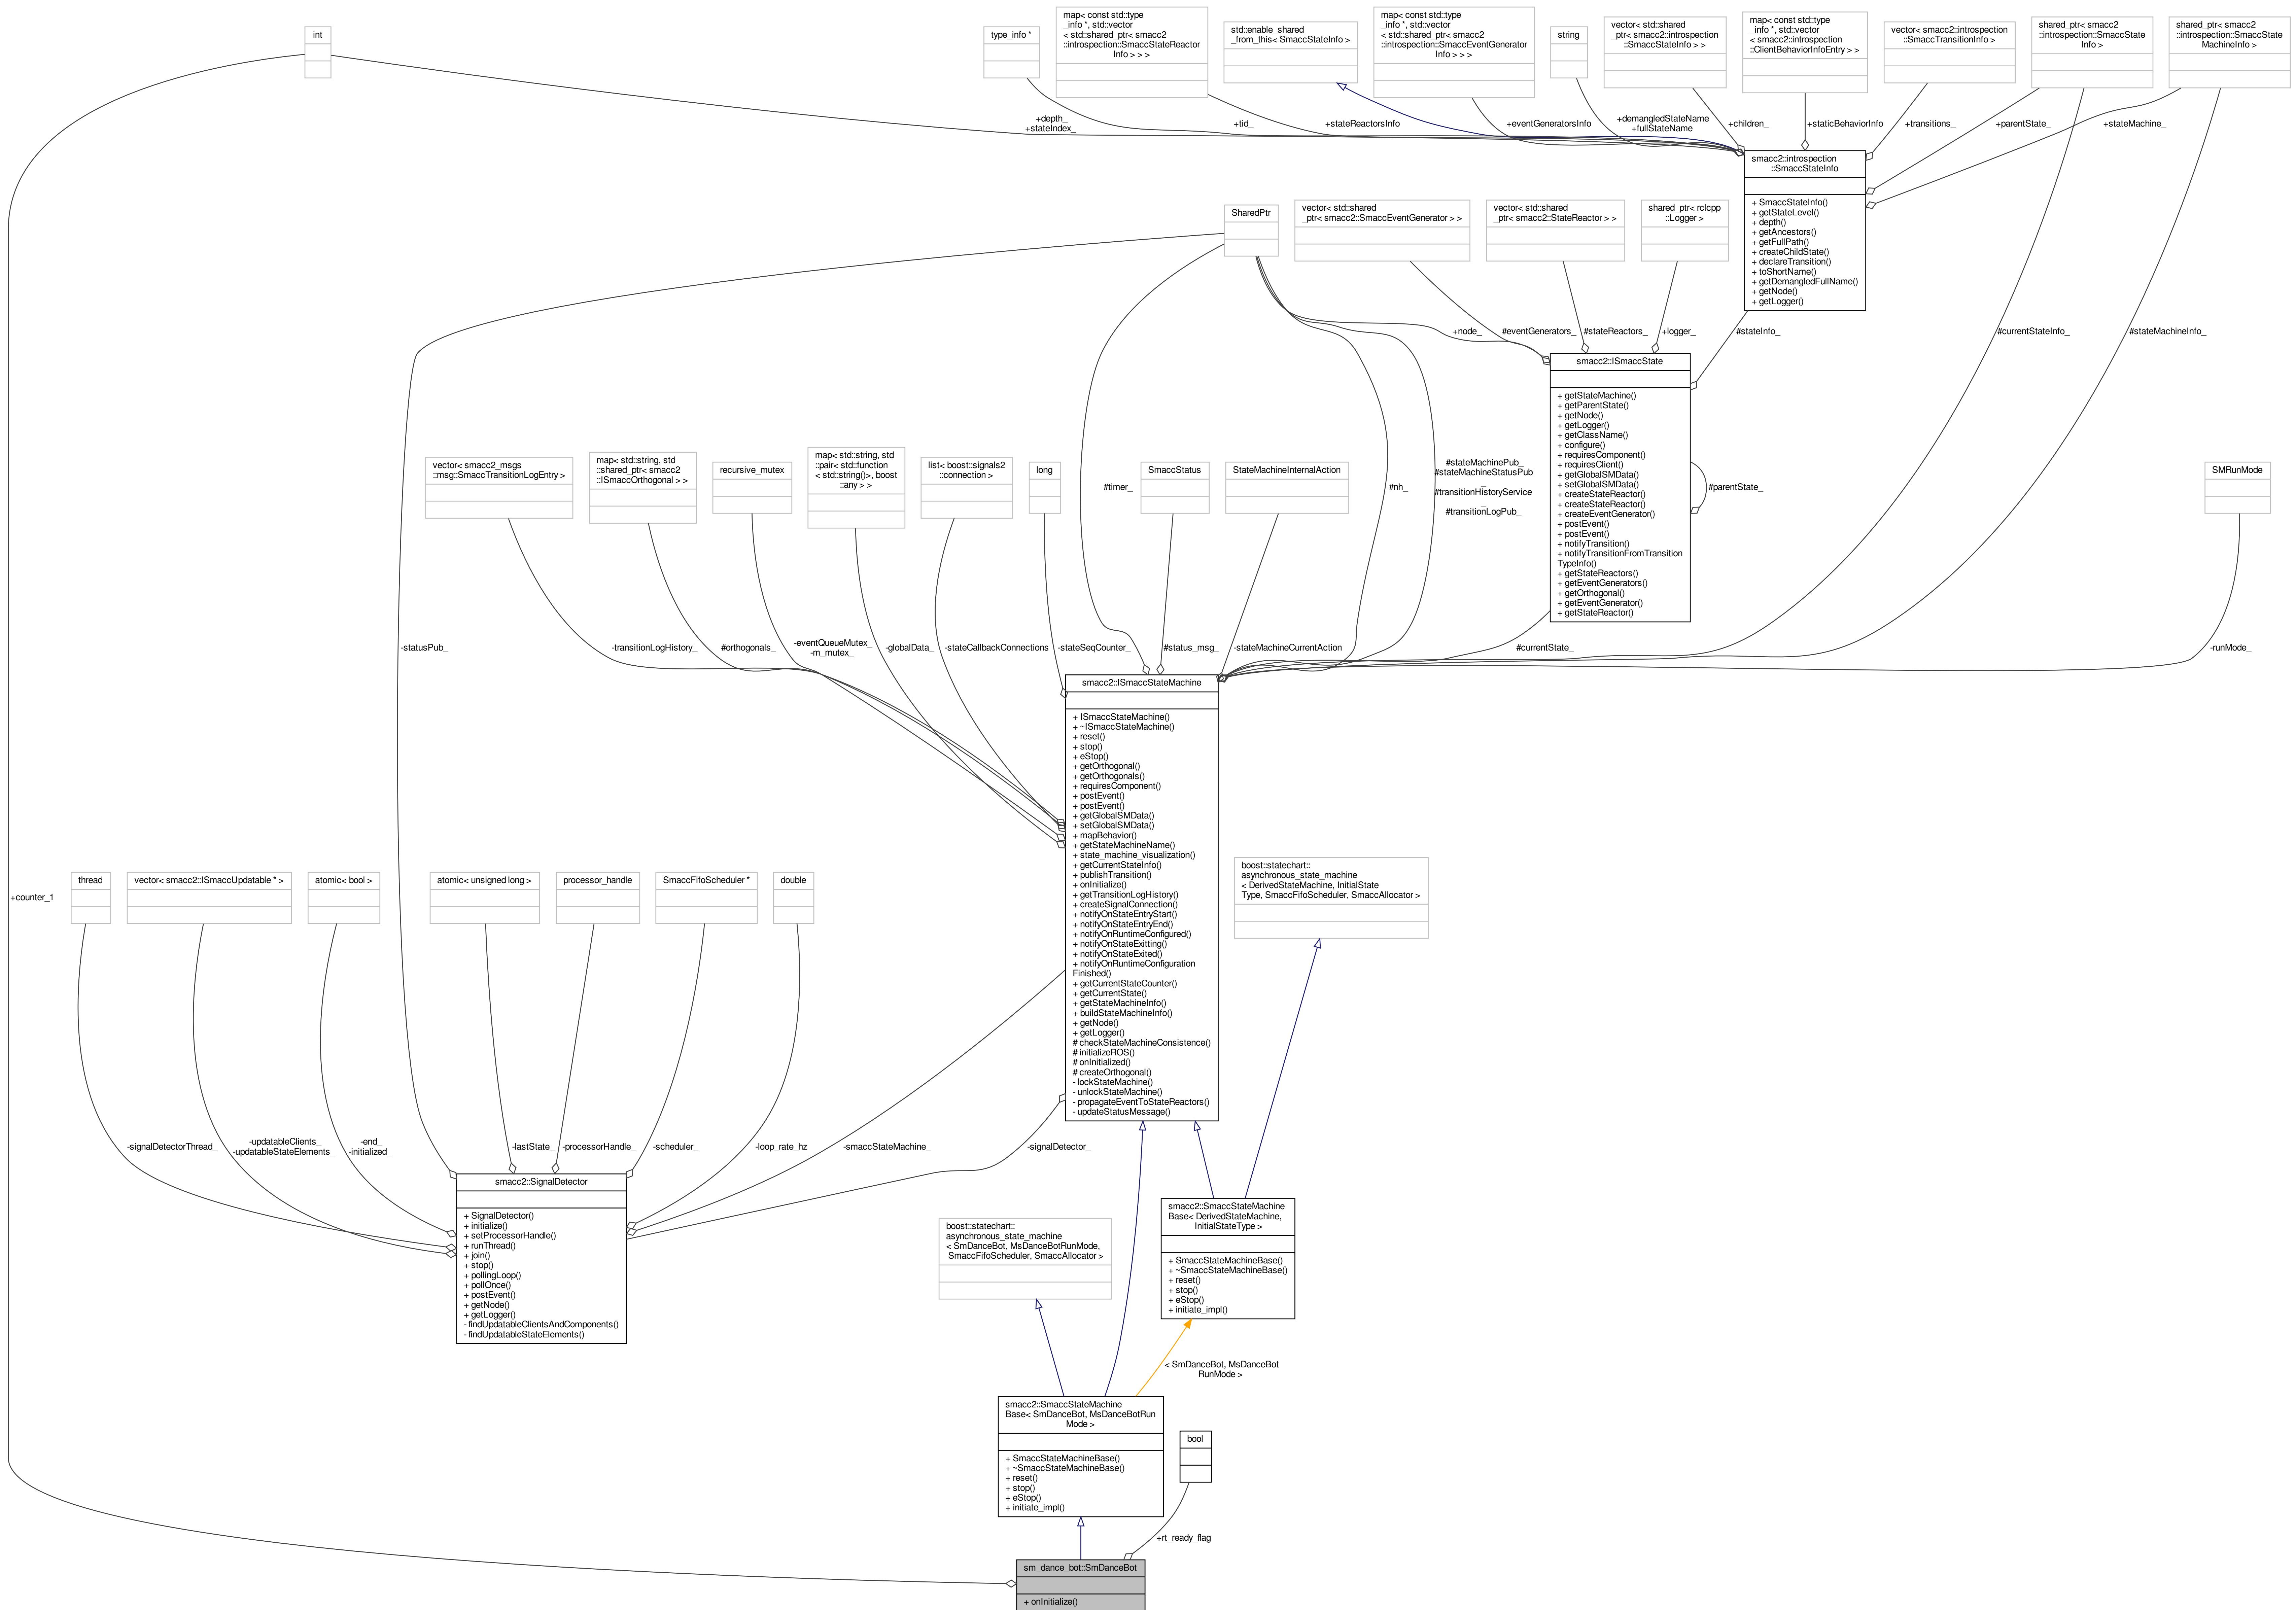 int
type_info *
map< const std::type
_info *, std::vector
< std::shared_ptr< smacc2
::introspection::SmaccStateReactor
Info > > >
std::enable_shared
_from_this< SmaccStateInfo >
map< const std::type
_info *, std::vector
< std::shared_ptr< smacc2
::introspection::SmaccEventGenerator
Info > > >
string
vector< std::shared
_ptr< smacc2::introspection
::SmaccStateInfo > >
map< const std::type
_info *, std::vector
< smacc2::introspection
::ClientBehaviorInfoEntry > >
vector< smacc2::introspection
::SmaccTransitionInfo >
shared_ptr< smacc2
::introspection::SmaccState
Info >
shared_ptr< smacc2
::introspection::SmaccState
MachineInfo >
+depth_
+stateIndex_
+tid_
+stateReactorsInfo
+eventGeneratorsInfo
+demangledStateName
+fullStateName
+children_
+staticBehaviorInfo
+transitions_
+parentState_
+stateMachine_
smacc2::introspection
::SmaccStateInfo
+ SmaccStateInfo()
+ getStateLevel()
+ depth()
+ getAncestors()
+ getFullPath()
+ createChildState()
+ declareTransition()
+ toShortName()
+ getDemangledFullName()
+ getNode()
+ getLogger()
SharedPtr
vector< std::shared
_ptr< smacc2::SmaccEventGenerator > >
vector< std::shared
_ptr< smacc2::StateReactor > >
shared_ptr< rclcpp
::Logger >
+node_
#eventGenerators_
#stateReactors_
+logger_
#stateInfo_
#currentStateInfo_
#stateMachineInfo_
smacc2::ISmaccState
+ getStateMachine()
+ getParentState()
+ getNode()
+ getLogger()
+ getClassName()
+ configure()
+ requiresComponent()
+ requiresClient()
+ getGlobalSMData()
+ setGlobalSMData()
+ createStateReactor()
+ createStateReactor()
+ createEventGenerator()
+ postEvent()
+ postEvent()
+ notifyTransition()
+ notifyTransitionFromTransition
TypeInfo()
+ getStateReactors()
+ getEventGenerators()
+ getOrthogonal()
+ getEventGenerator()
+ getStateReactor()
#parentState_
vector< smacc2_msgs
::msg::SmaccTransitionLogEntry >
map< std::string, std
::shared_ptr< smacc2
::ISmaccOrthogonal > >
recursive_mutex
map< std::string, std
::pair< std::function
< std::string()>, boost
::any > >
list< boost::signals2
::connection >
long
#timer_
SmaccStatus
StateMachineInternalAction
#nh_
#stateMachinePub_
#stateMachineStatusPub
_
#transitionHistoryService
_
#transitionLogPub_
SMRunMode
-statusPub_
-transitionLogHistory_
#orthogonals_
-eventQueueMutex_
-m_mutex_
-globalData_
-stateCallbackConnections
-stateSeqCounter_
#status_msg_
-stateMachineCurrentAction
#currentState_
-runMode_
smacc2::ISmaccStateMachine
+ ISmaccStateMachine()
+ ~ISmaccStateMachine()
+ reset()
+ stop()
+ eStop()
+ getOrthogonal()
+ getOrthogonals()
+ requiresComponent()
+ postEvent()
+ postEvent()
+ getGlobalSMData()
+ setGlobalSMData()
+ mapBehavior()
+ getStateMachineName()
+ state_machine_visualization()
+ getCurrentStateInfo()
+ publishTransition()
+ onInitialize()
+ getTransitionLogHistory()
+ createSignalConnection()
+ notifyOnStateEntryStart()
+ notifyOnStateEntryEnd()
+ notifyOnRuntimeConfigured()
+ notifyOnStateExitting()
+ notifyOnStateExited()
+ notifyOnRuntimeConfiguration
Finished()
+ getCurrentStateCounter()
+ getCurrentState()
+ getStateMachineInfo()
+ buildStateMachineInfo()
+ getNode()
+ getLogger()
# checkStateMachineConsistence()
# initializeROS()
# onInitialized()
# createOrthogonal()
- lockStateMachine()
- unlockStateMachine()
- propagateEventToStateReactors()
- updateStatusMessage()
+counter_1
thread
vector< smacc2::ISmaccUpdatable * >
atomic< bool >
atomic< unsigned long >
processor_handle
SmaccFifoScheduler *
double
boost::statechart::
asynchronous_state_machine
< DerivedStateMachine, InitialState
Type, SmaccFifoScheduler, SmaccAllocator >
-signalDetectorThread_
-updatableClients_
-updatableStateElements_
-end_
-initialized_
-lastState_
-processorHandle_
-scheduler_
-loop_rate_hz
-smaccStateMachine_
-signalDetector_
smacc2::SignalDetector
+ SignalDetector()
+ initialize()
+ setProcessorHandle()
+ runThread()
+ join()
+ stop()
+ pollingLoop()
+ pollOnce()
+ postEvent()
+ getNode()
+ getLogger()
- findUpdatableClientsAndComponents()
- findUpdatableStateElements()
boost::statechart::
asynchronous_state_machine
< SmDanceBot, MsDanceBotRunMode,
SmaccFifoScheduler, SmaccAllocator >
smacc2::SmaccStateMachine
Base< DerivedStateMachine,
InitialStateType >
+ SmaccStateMachineBase()
+ ~SmaccStateMachineBase()
+ reset()
+ stop()
+ eStop()
+ initiate_impl()
< SmDanceBot, MsDanceBot
RunMode >
smacc2::SmaccStateMachine
Base< SmDanceBot, MsDanceBotRun
Mode >
+ SmaccStateMachineBase()
+ ~SmaccStateMachineBase()
+ reset()
+ stop()
+ eStop()
+ initiate_impl()
bool
+rt_ready_flag
sm_dance_bot::SmDanceBot
+ onInitialize()